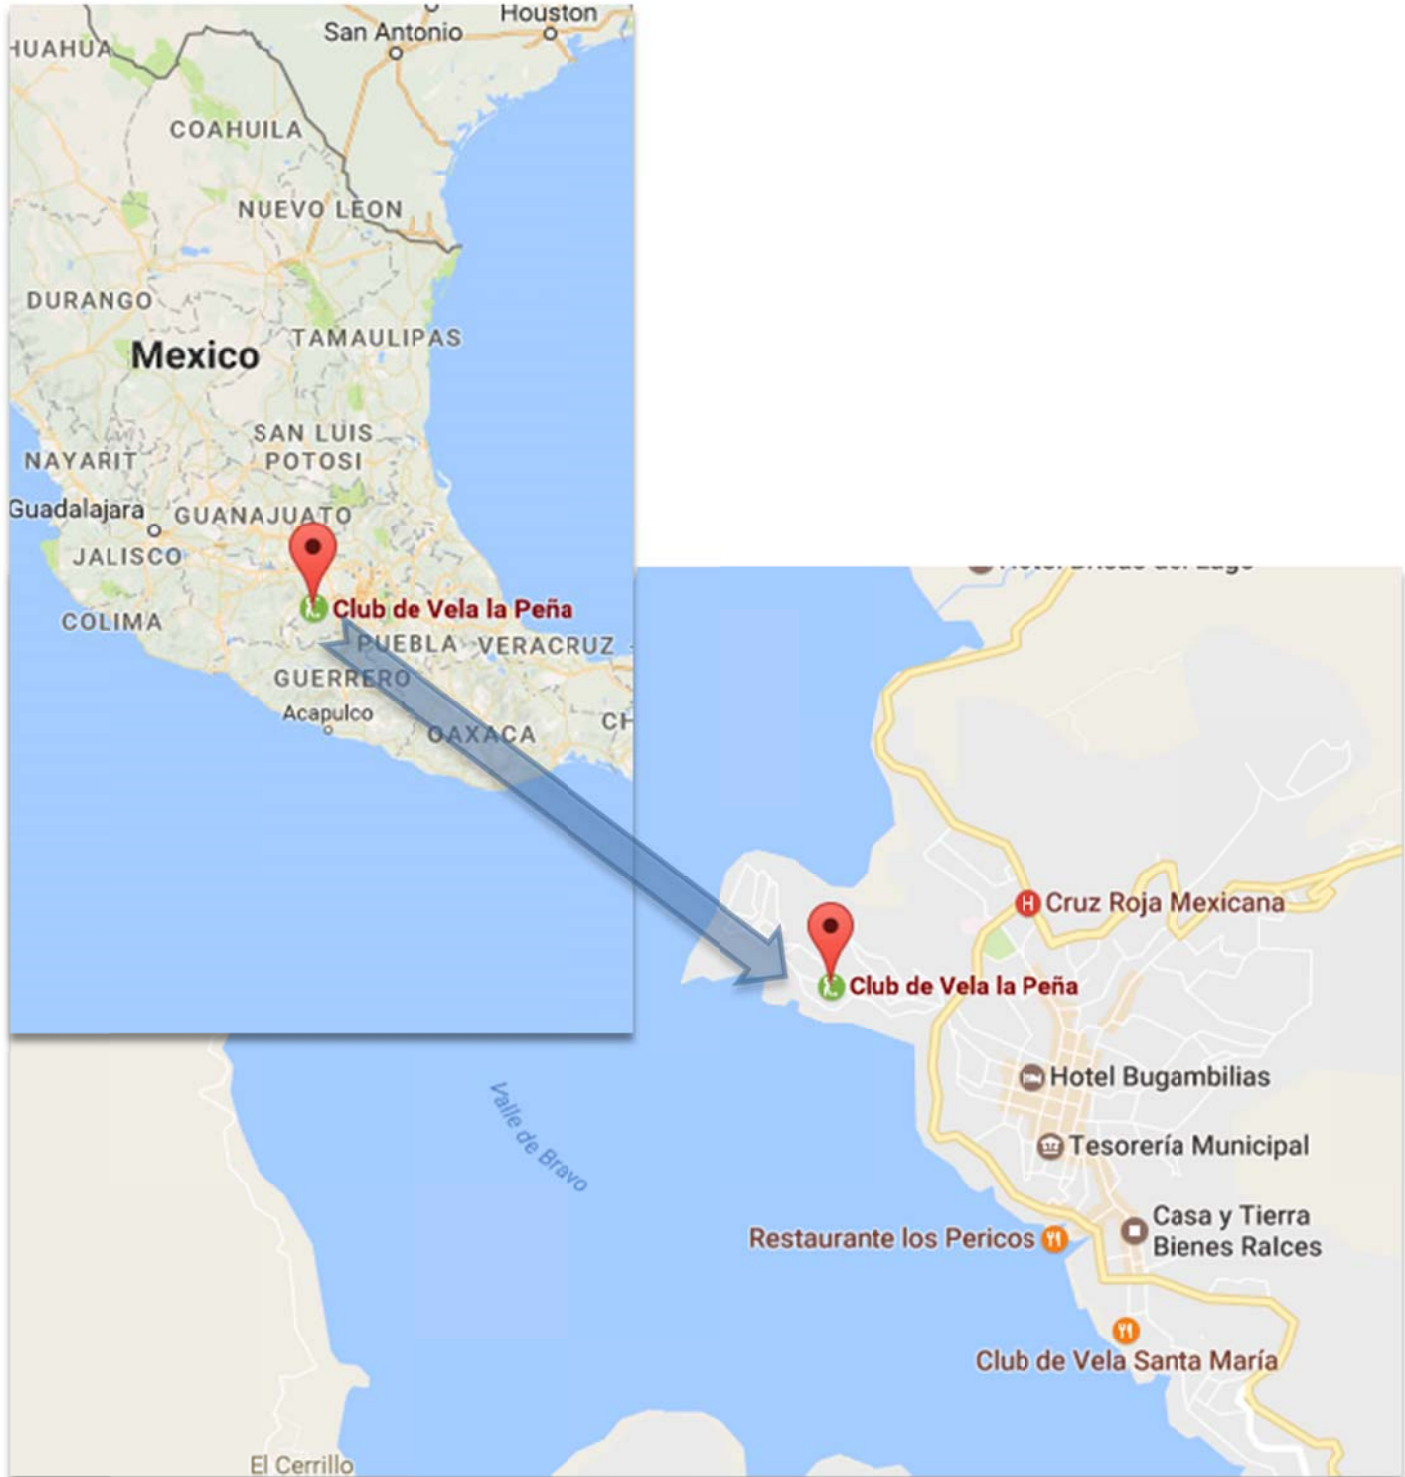 Houston
San Antonio
HUAHUA
COAHUILA
NUEVO LEON
DURANGO
TAMAULIPAS
Mexico
SAN LUIS
POTOSI
NAYARIT
Guadalajara
GUANAJUATO
JALISCO
Club de Vela la Peña
COLIMA
PUEBLA
VERACRUZ
GUERRERO
Acapulco
CH
OAXACA
Cruz Roja Mexicana
Club de Vela la Peña
Hotel Bugambilias
Valle de Bravo
Tesorería Municipal
Casa y Tierra
Bienes RaIces
Restaurante los Pericos
Club de Vela Santa María
El Cerrillo